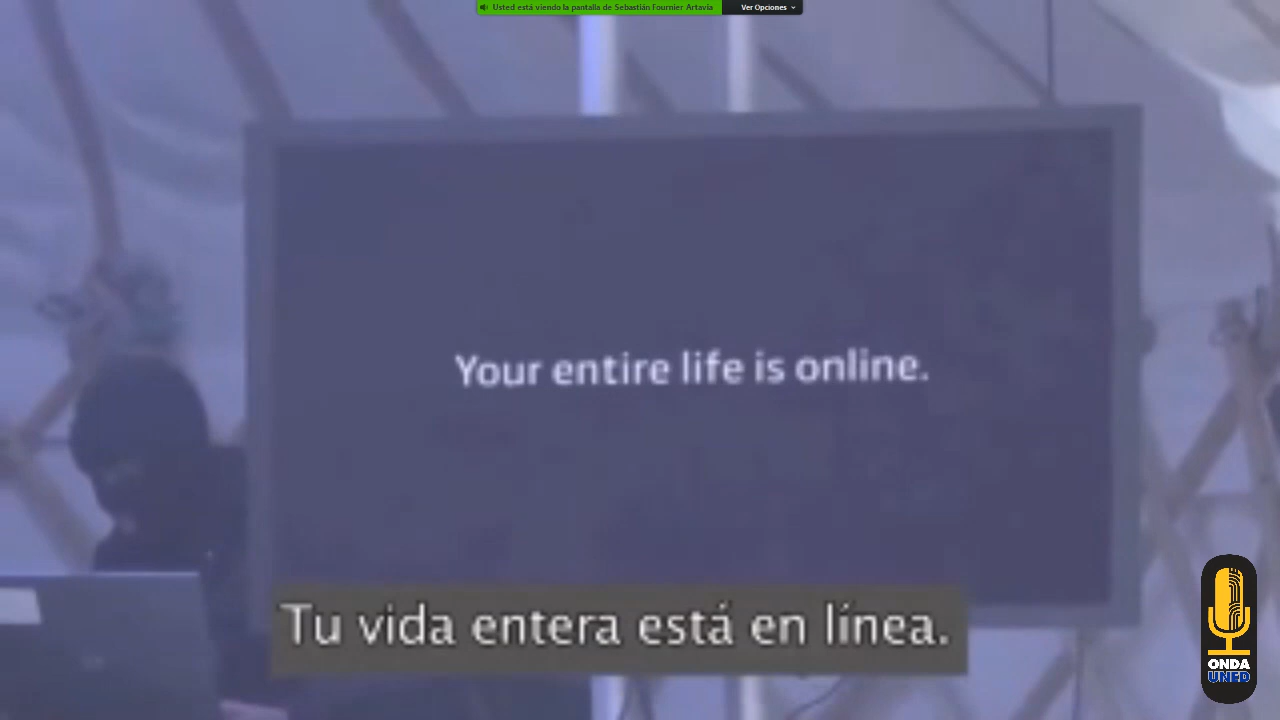 Usted está viendo la pantalla de Sebastián Fournier Artavia
Ver Opciones
Your entire life is online.
Tu vida entera está en línea.
ONDA
UNED